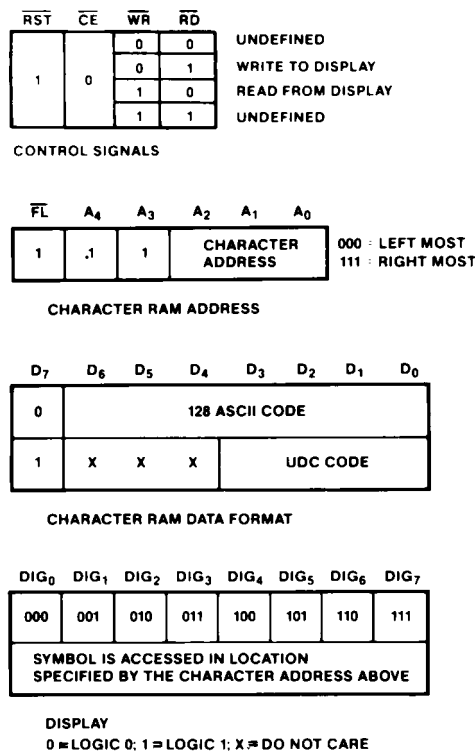 RST CE WR RD
0 0 UNDEFINED
0 1 WRITE TO DISPLAY
1 0
1 0 READ FROM DISPLAY
1 1 UNDEFINED
CONTROL SIGNALS
FL A4 A3 A2 A1 A0
1 .1 1 CHARACTER ADDRESS
000 = LEFT MOST
111 = RIGHT MOST
CHARACTER RAM ADDRESS
D7 D6 D5 D4 D3 D2 D1 D0
0 128 ASCII CODE
1 X X X UDC CODE
CHARACTER RAM DATA FORMAT
DIG0 DIG1 DIG2 DIG3 DIG4 DIG5 DIG6 DIG7
000 001 010 011 100 101 110 111
SYMBOL IS ACCESSED IN LOCATION
SPECIFIED BY THE CHARACTER ADDRESS ABOVE
DISPLAY
0 = LOGIC 0; 1 = LOGIC 1; X = DO NOT CARE